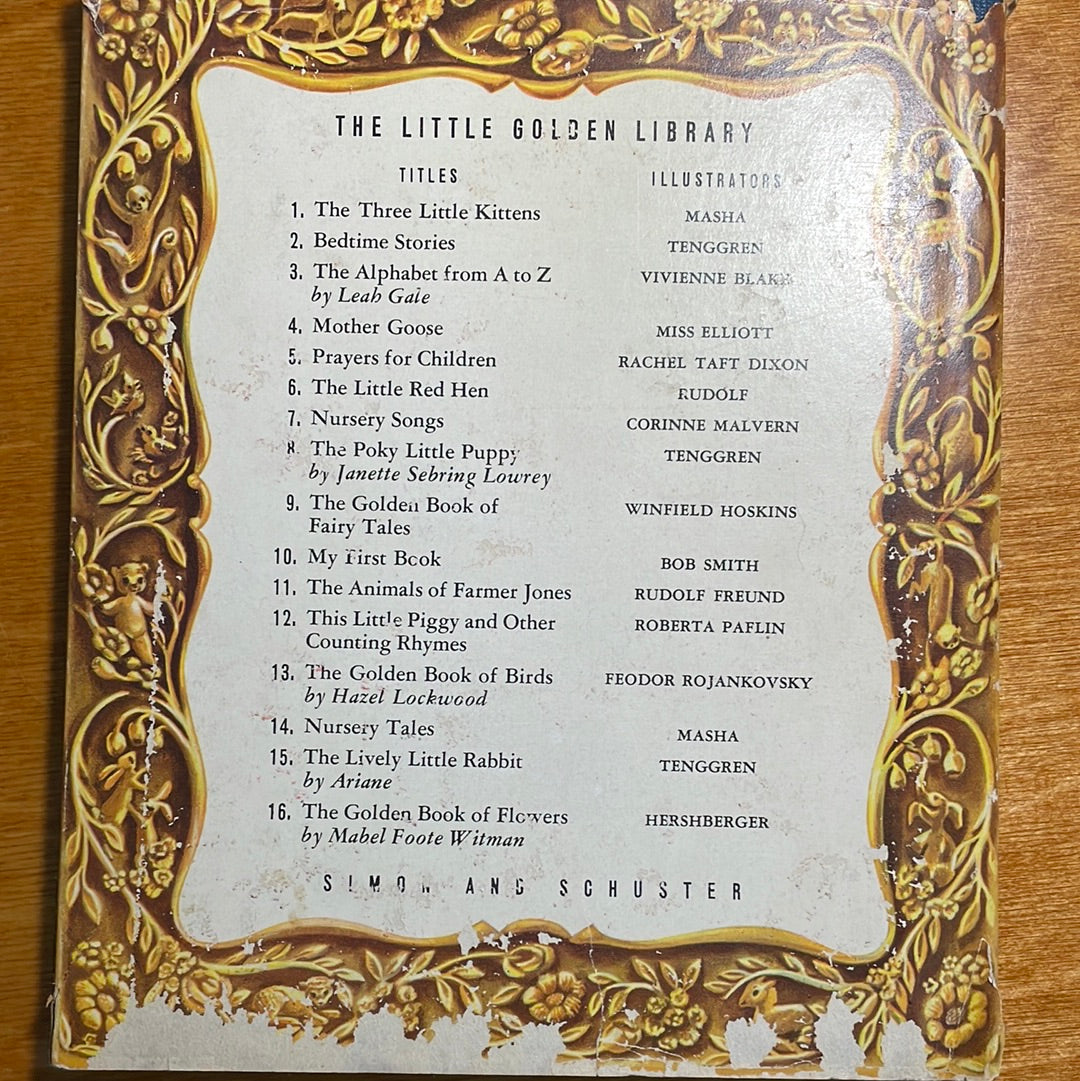 THE LITTLE GOLDEN LIBRARY
TITLES ILLUSTRATORS
1. The Three Little Kittens MASHA
2. Bedtime Stories TENGGREN
3. The Alphabet from A to Z VIVIENNE BLAKE
by Leah Gale
4. Mother Goose MISS ELLIOTT
5. Prayers for Children RACHEL TAFT DIXON
6. The Little Red Hen RUDOLF
7. Nursery Songs CORINNE MALVERN
8. The Poky Little Puppy TENGGREN
by Janette Sebring Lowrey
9. The Golden Book of WINFIELD HOSKINS
Fairy Tales
10. My First Book BOB SMITH
11. The Animals of Farmer Jones RUDOLF FREUND
12. This Little Piggy and Other ROBERTA PAFLIN
Counting Rhymes
13. The Golden Book of Birds FEODOR ROJANKOVSKY
by Hazel Lockwood
14. Nursery Tales MASHA
15. The Lively Little Rabbit TENGGREN
by Ariane
16. The Golden Book of Flowers HERSHBERGER
by Mabel Foote Witman
SIMON AND SCHUSTER